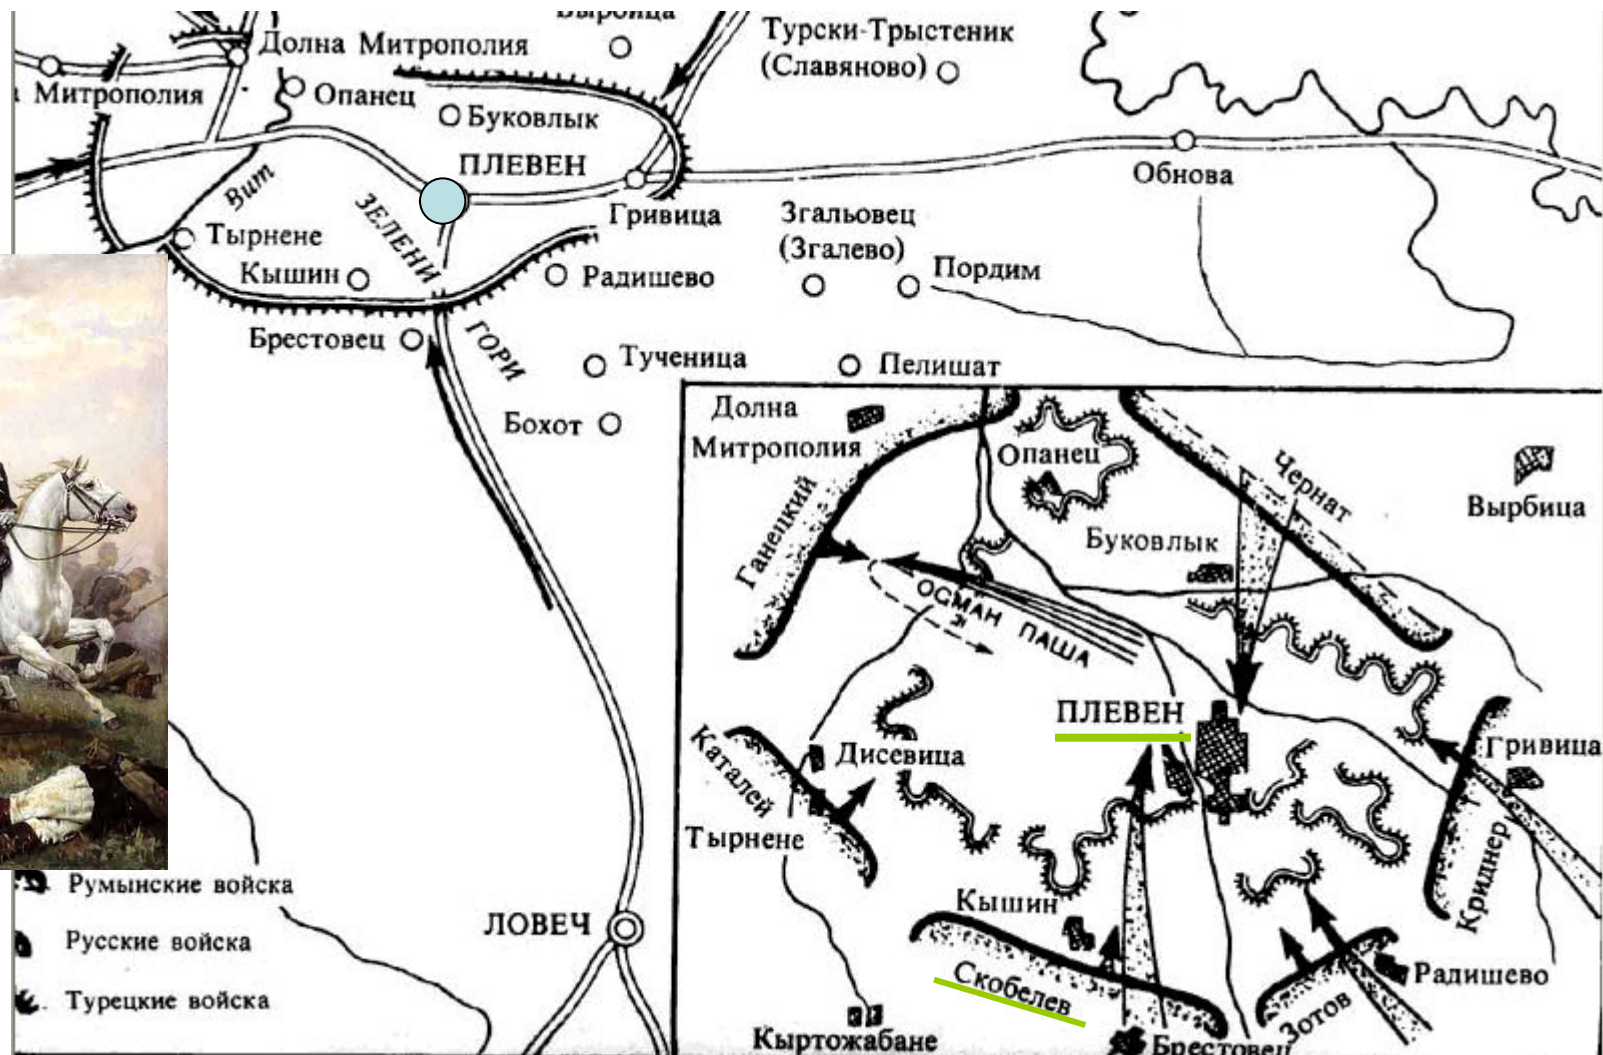 Долна Митрополия
Турски-Трыстеник
(Славяново)
Митрополия
Опанец
Буковлык
ПЛЕВЕН
Обнова
Вит
ЗЕЛЕНИ
Гривица
Згальовец
(Згалево)
Тырнене
Кышин
Радишево
Пордим
Брестовец
ГОРИ
Тученица
Пелишат
Бохот
ЛОВЕЧ
Румынские войска
Русские войска
Турецкие войска
Долна
Митрополия
Опанец
Чернат
Вырбица
Ганецкий
Буковлык
ОСМАН ПАША
ПЛЕВЕН
Гривица
Каталей
Дисевица
Тырнене
Криднер
Кышин
Скобелев
Радишево
Зотов
Кыртожабане
Брестовец